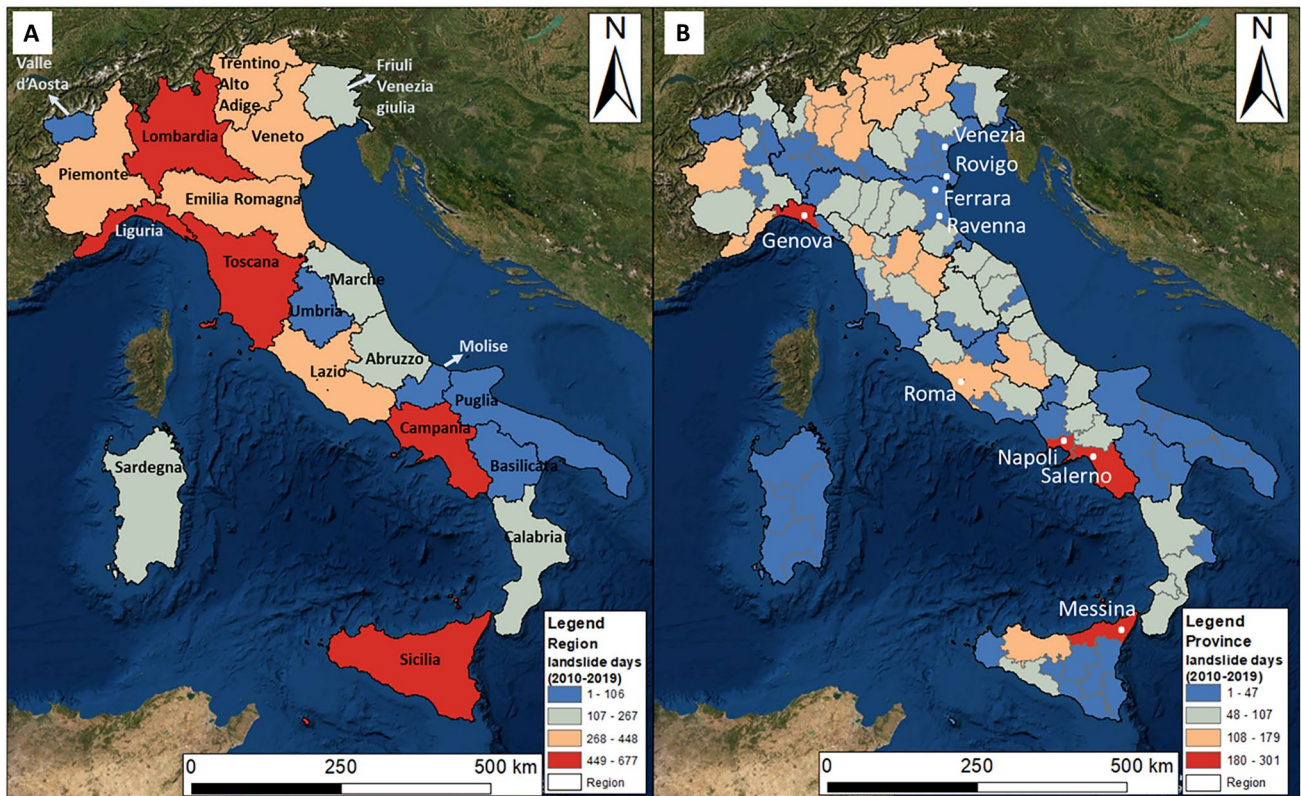 A
N
Valle
d'Aosta
Trentino
Alto
Adige
Friuli
Venezia
giulia
Lombardia
Veneto
Piemonte
Emilia Romagna
Liguria
Toscana
Marche
Umbria
Abruzzo
Molise
Lazio
Puglia
Campania
Basilicata
Sardegna
Calabria
Sicilia
Legend
Region
landslide days
(2010-2019)
1 - 106
107 - 267
268 - 448
449 - 677
Region
0 250 500 km
B
N
Venezia
Rovigo
Ferrara
Ravenna
Genova
Roma
Napoli
Salerno
Messina
Legend
Province
landslide days
(2010-2019)
1 - 47
48 - 107
108 - 179
180 - 301
Region
0 250 500 km